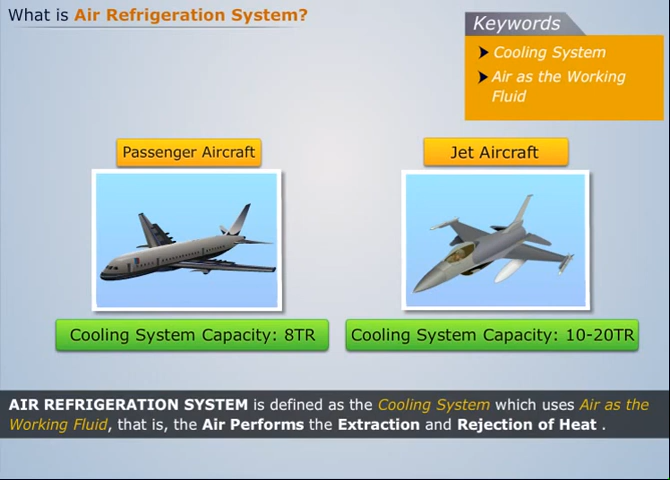 What is Air Refrigeration System?
Keywords
Cooling System
Air as the Working
Fluid
Passenger Aircraft
Jet Aircraft
Cooling System Capacity: 8TR
Cooling System Capacity: 10-20TR
AIR REFRIGERATION SYSTEM is defined as the Cooling System which uses Air as the
Working Fluid, that is, the Air Performs the Extraction and Rejection of Heat .